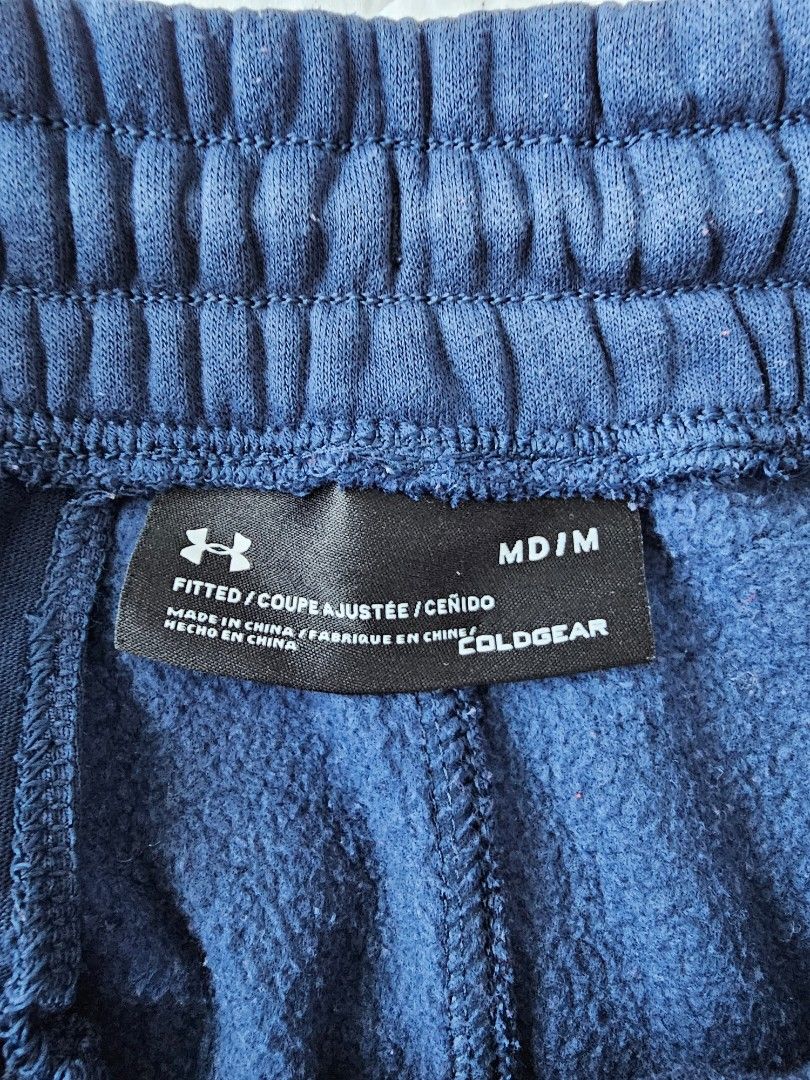 MD/M
FITTED / COUPE AJUSTÉE / CEÑIDO
MADE IN CHINA / FABRIQUE EN CHINE /
HECHO EN CHINA
COLDGEAR